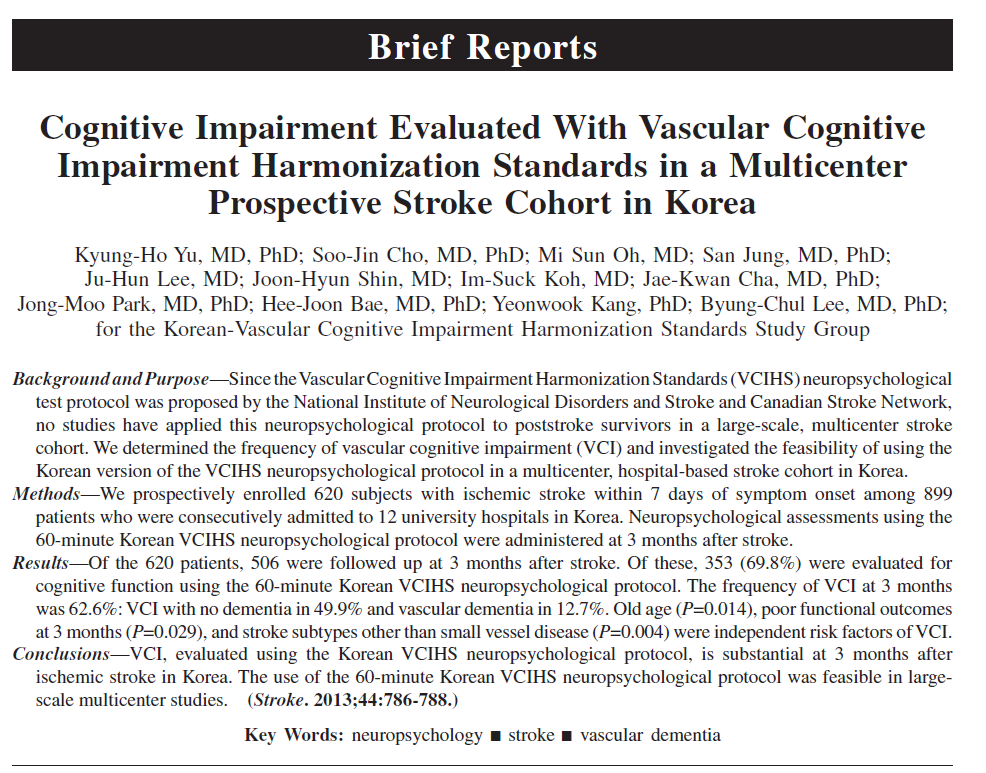 Brief Reports
Cognitive Impairment Evaluated With Vascular Cognitive
Impairment Harmonization Standards in a Multicenter
Prospective Stroke Cohort in Korea
Kyung-Ho Yu, MD, PhD; Soo-Jin Cho, MD, PhD; Mi Sun Oh, MD; San Jung, MD, PhD;
Ju-Hun Lee, MD; Joon-Hyun Shin, MD; Im-Suck Koh, MD; Jae-Kwan Cha, MD, PhD;
Jong-Moo Park, MD, PhD; Hee-Joon Bae, MD, PhD; Yeonwook Kang, PhD; Byung-Chul Lee, MD, PhD;
for the Korean-Vascular Cognitive Impairment Harmonization Standards Study Group
Background and Purpose—Since the Vascular Cognitive Impairment Harmonization Standards (VCIHS) neuropsychological
test protocol was proposed by the National Institute of Neurological Disorders and Stroke and Canadian Stroke Network,
no studies have applied this neuropsychological protocol to poststroke survivors in a large-scale, multicenter stroke
cohort. We determined the frequency of vascular cognitive impairment (VCI) and investigated the feasibility of using the
Korean version of the VCIHS neuropsychological protocol in a multicenter, hospital-based stroke cohort in Korea.
Methods—We prospectively enrolled 620 subjects with ischemic stroke within 7 days of symptom onset among 899
patients who were consecutively admitted to 12 university hospitals in Korea. Neuropsychological assessments using the
60-minute Korean VCIHS neuropsychological protocol were administered at 3 months after stroke.
Results—Of the 620 patients, 506 were followed up at 3 months after stroke. Of these, 353 (69.8%) were evaluated for
cognitive function using the 60-minute Korean VCIHS neuropsychological protocol. The frequency of VCI at 3 months
was 62.6%: VCI with no dementia in 49.9% and vascular dementia in 12.7%. Old age (P=0.014), poor functional outcomes
at 3 months (P=0.029), and stroke subtypes other than small vessel disease (P=0.004) were independent risk factors of VCI.
Conclusions—VCI, evaluated using the Korean VCIHS neuropsychological protocol, is substantial at 3 months after
ischemic stroke in Korea. The use of the 60-minute Korean VCIHS neuropsychological protocol was feasible in large-
scale multicenter studies. (Stroke. 2013;44:786-788.)
Key Words: neuropsychology ■ stroke ■ vascular dementia